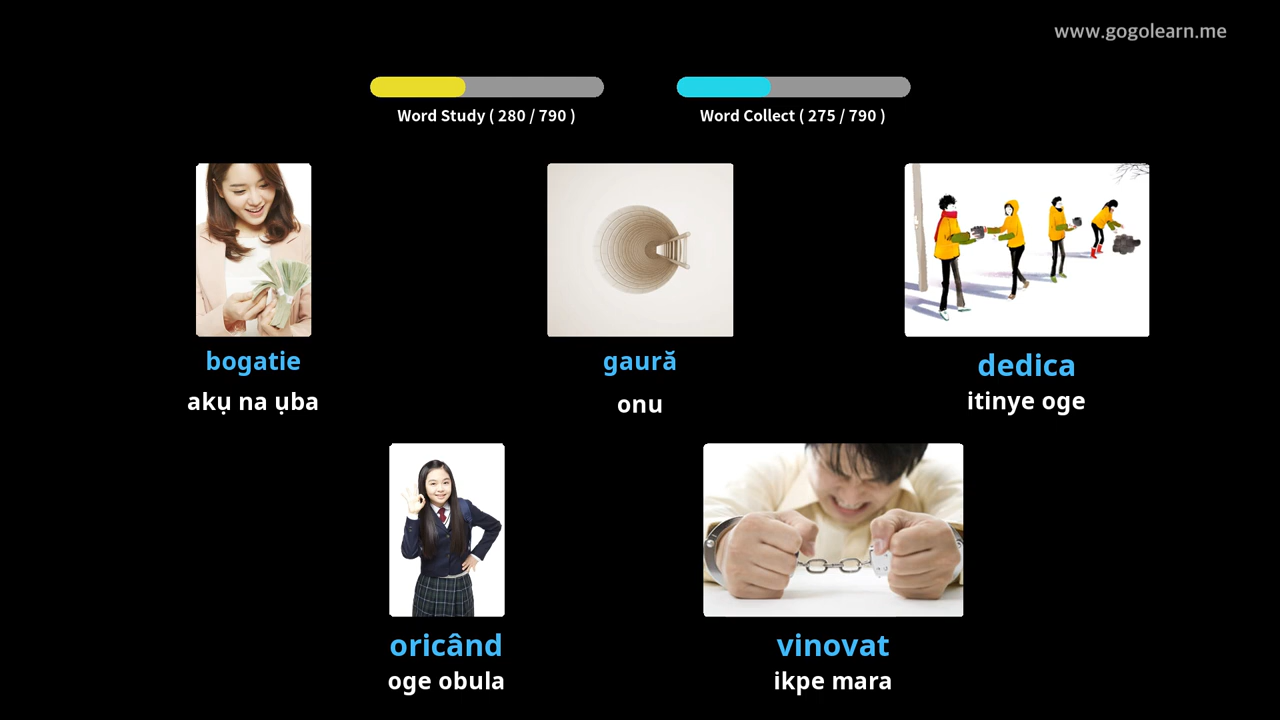 www.gogolearn.me
Word Study ( 280 / 790 )
Word Collect ( 275 / 790 )
bogatie
akụ na ụba
gaură
onu
dedica
itinye oge
oricând
oge obula
vinovat
ikpe mara